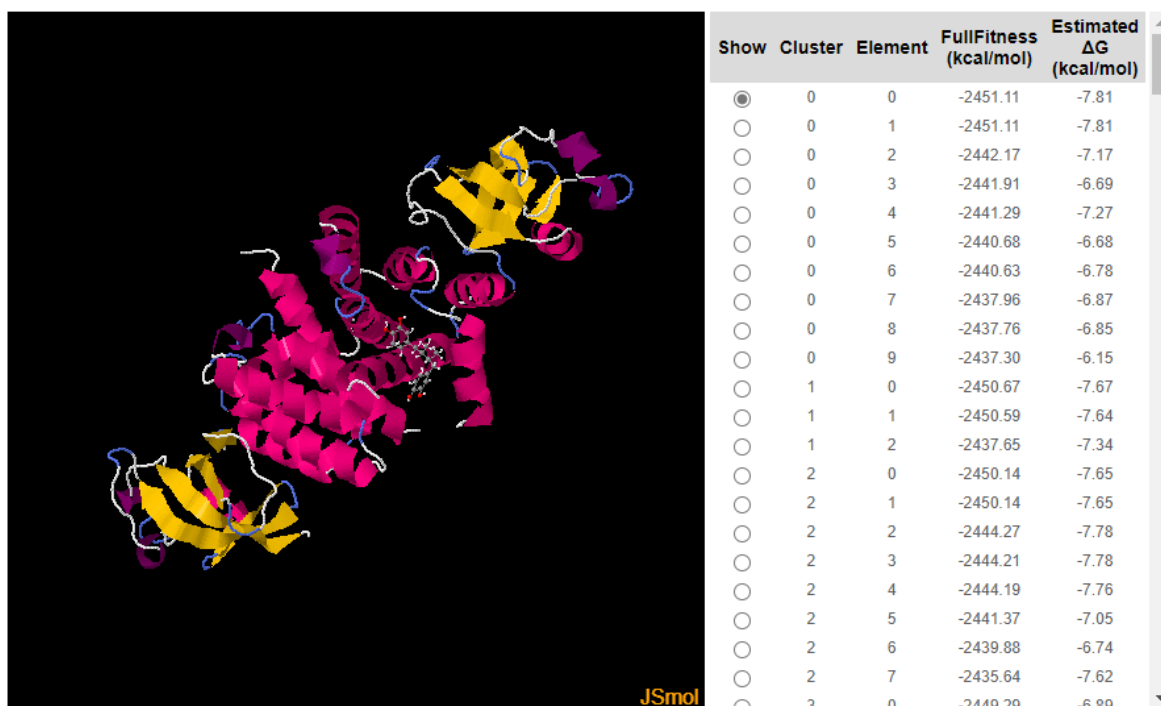 Show Cluster Element FullFitness (kcal/mol) Estimated ΔG (kcal/mol)
0 0 -2451.11 -7.81
0 1 -2451.11 -7.81
0 2 -2442.17 -7.17
0 3 -2441.91 -6.69
0 4 -2441.29 -7.27
0 5 -2440.68 -6.68
0 6 -2440.63 -6.78
0 7 -2437.96 -6.87
0 8 -2437.76 -6.85
0 9 -2437.30 -6.15
1 0 -2450.67 -7.67
1 1 -2450.59 -7.64
1 2 -2437.65 -7.34
2 0 -2450.14 -7.65
2 1 -2450.14 -7.65
2 2 -2444.27 -7.78
2 3 -2444.21 -7.78
2 4 -2444.19 -7.76
2 5 -2441.37 -7.05
2 6 -2439.88 -6.74
2 7 -2435.64 -7.62
3 0 -2449.29 -6.89
JSmol